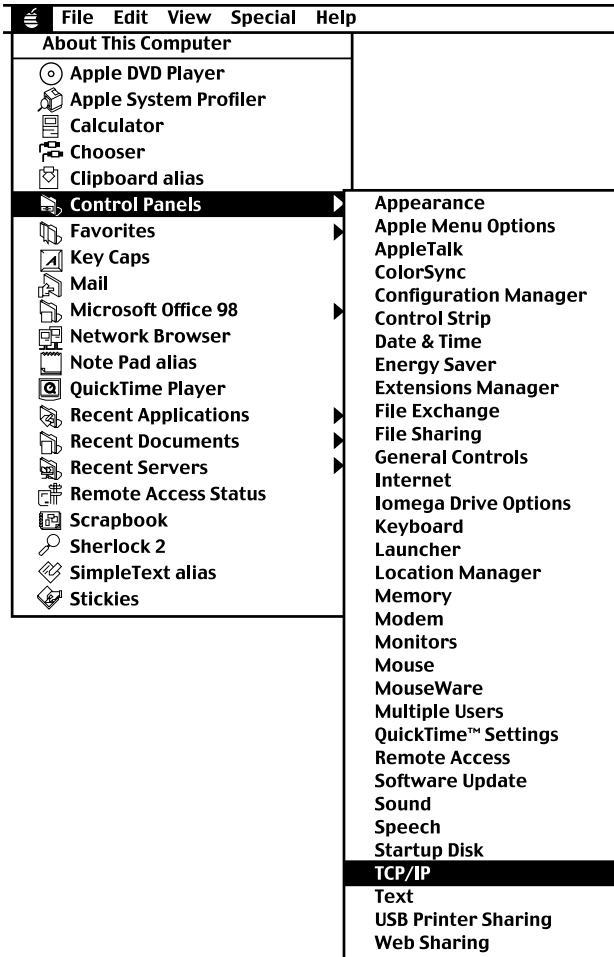 File Edit View Special Help
About This Computer
Apple DVD Player
Apple System Profiler
Calculator
Chooser
Clipboard alias
Control Panels
Favorites
Key Caps
Mail
Microsoft Office 98
Network Browser
Note Pad alias
QuickTime Player
Recent Applications
Recent Documents
Recent Servers
Remote Access Status
Scrapbook
Sherlock 2
SimpleText alias
Stickies
Appearance
Apple Menu Options
AppleTalk
ColorSync
Configuration Manager
Control Strip
Date & Time
Energy Saver
Extensions Manager
File Exchange
File Sharing
General Controls
Internet
Iomega Drive Options
Keyboard
Launcher
Location Manager
Memory
Modem
Monitors
Mouse
MouseWare
Multiple Users
QuickTime™ Settings
Remote Access
Software Update
Sound
Speech
Startup Disk
TCP/IP
Text
USB Printer Sharing
Web Sharing